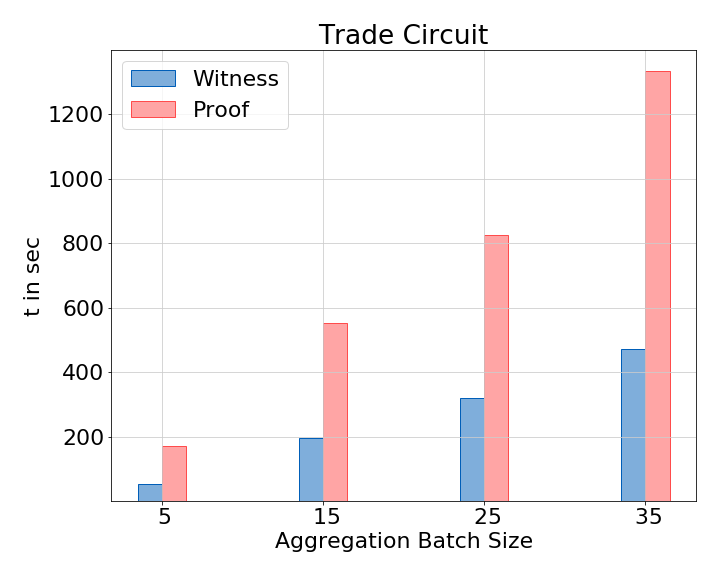 Trade Circuit
Witness
Proof
1200
1000
800
600
400
200
t in sec
5 15 25 35
Aggregation Batch Size